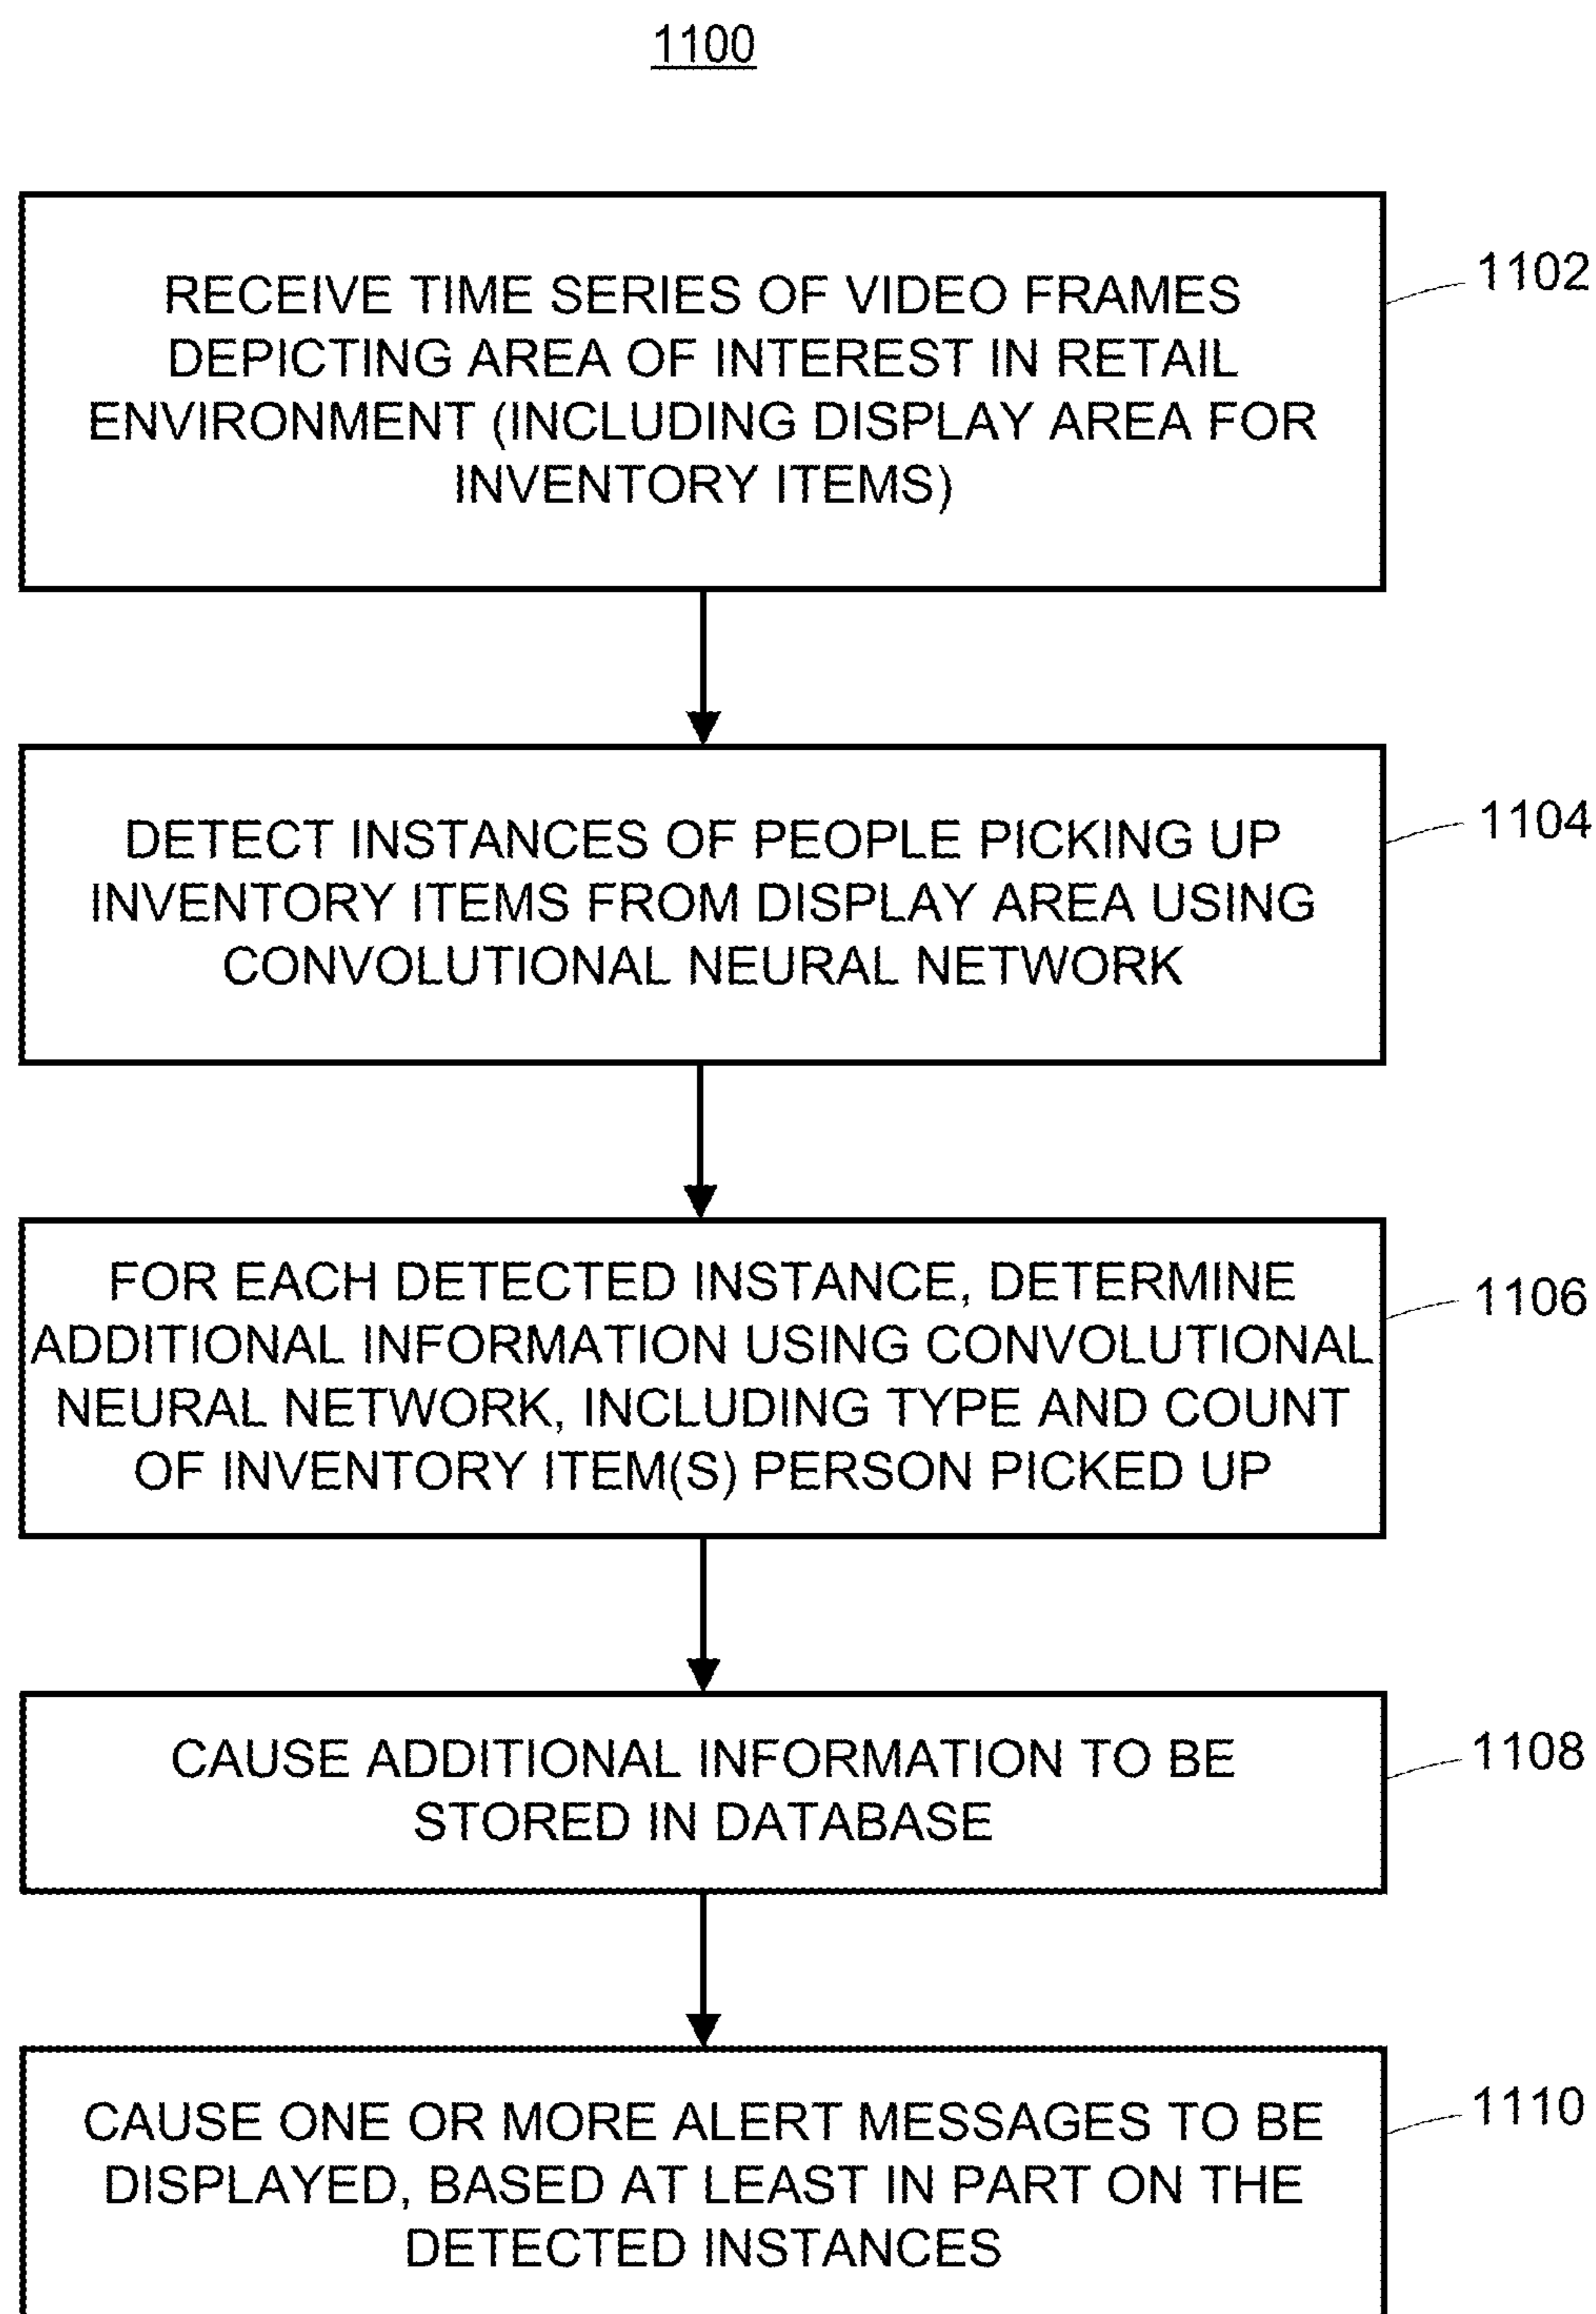 1100
RECEIVE TIME SERIES OF VIDEO FRAMES
DEPICTING AREA OF INTEREST IN RETAIL
ENVIRONMENT (INCLUDING DISPLAY AREA FOR
INVENTORY ITEMS)
1102
DETECT INSTANCES OF PEOPLE PICKING UP
INVENTORY ITEMS FROM DISPLAY AREA USING
CONVOLUTIONAL NEURAL NETWORK
1104
FOR EACH DETECTED INSTANCE, DETERMINE
ADDITIONAL INFORMATION USING CONVOLUTIONAL
NEURAL NETWORK, INCLUDING TYPE AND COUNT
OF INVENTORY ITEM(S) PERSON PICKED UP
1106
CAUSE ADDITIONAL INFORMATION TO BE
STORED IN DATABASE
1108
CAUSE ONE OR MORE ALERT MESSAGES TO BE
DISPLAYED, BASED AT LEAST IN PART ON THE
DETECTED INSTANCES
1110